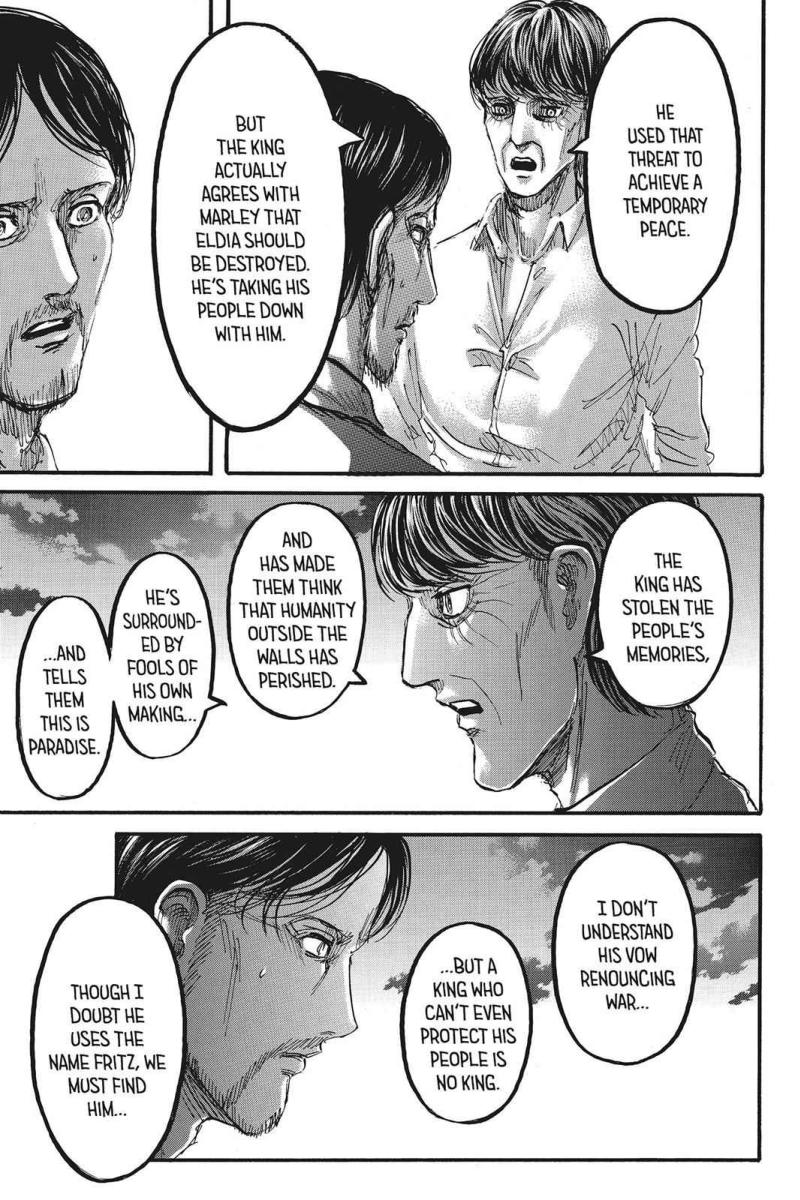 HE
USED THAT
THREAT TO
ACHIEVE A
TEMPORARY
PEACE.
BUT
THE KING
ACTUALLY
AGREES WITH
MARLEY THAT
ELDIA SHOULD
BE DESTROYED.
HE'S TAKING HIS
PEOPLE DOWN
WITH HIM.
THE
KING HAS
STOLEN THE
PEOPLE'S
MEMORIES,
AND
HAS MADE
THEM THINK
THAT HUMANITY
OUTSIDE THE
WALLS HAS
PERISHED.
HE'S
SURROUND-
ED BY
FOOLS OF
HIS OWN
MAKING...
...AND
TELLS
THEM
THIS IS
PARADISE.
I DON'T
UNDERSTAND
HIS VOW
RENOUNCING
WAR...
...BUT A
KING WHO
CAN'T EVEN
PROTECT HIS
PEOPLE IS
NO KING.
THOUGH I
DOUBT HE
USES THE
NAME FRITZ, WE
MUST FIND
HIM...